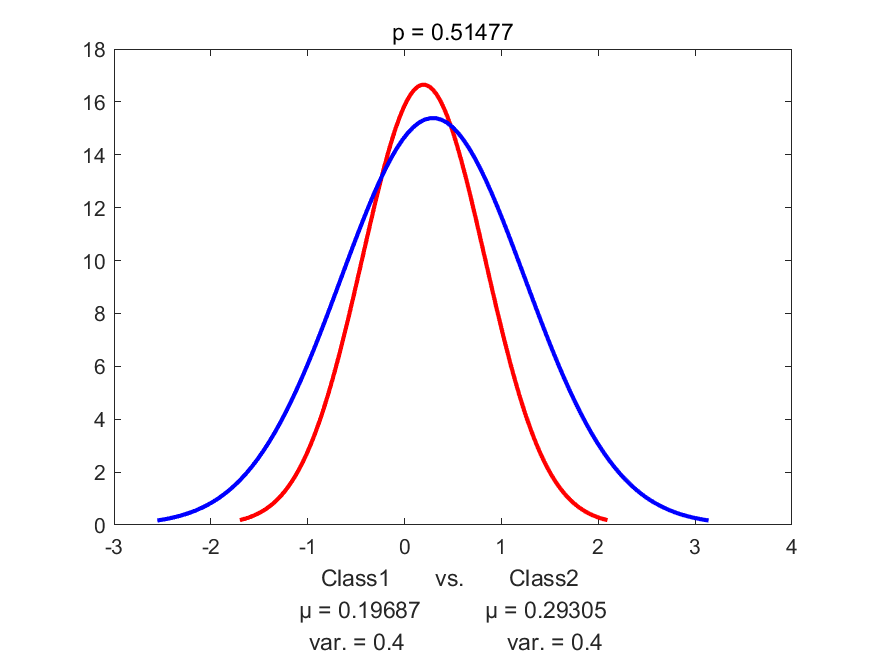 p = 0.51477
18
16
14
12
10
8
6
4
2
0
-3 -2 -1 0 1 2 3 4
Class1 vs. Class2
μ = 0.19687 μ = 0.29305
var. = 0.4 var. = 0.4